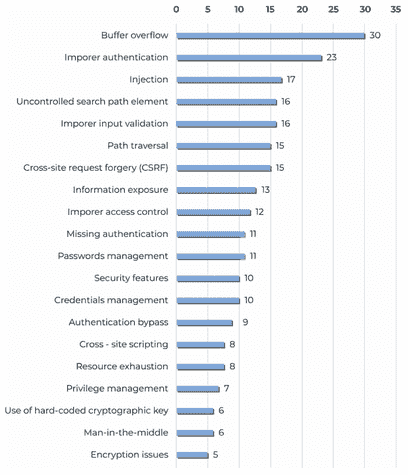 0 5 10 15 20 25 30 35
Buffer overflow 30
Imporer authentication 23
Injection 17
Uncontrolled search path element 16
Imporer input validation 16
Path traversal 15
Cross-site request forgery (CSRF) 15
Information exposure 13
Imporer access control 12
Missing authentication 11
Passwords management 11
Security features 10
Credentials management 10
Authentication bypass 9
Cross - site scripting 8
Resource exhaustion 8
Privilege management 7
Use of hard-coded cryptographic key 6
Man-in-the-middle 6
Encryption issues 5